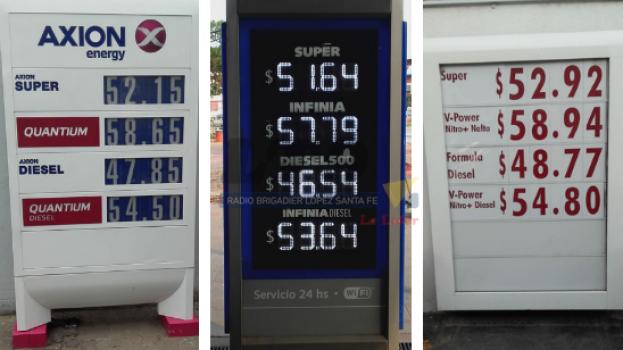 AXION
energy
AXION
SUPER 52.15
QUANTIUM 58.65
AXION
DIESEL 47.85
QUANTIUM
DIESEL 54.50
SUPER
$51.64
INFINIA
$57.79
DIESEL500
$46.54
INFINIA DIESEL
$53.64
Servicio 24 hs • WiFi
RADIO BRIGADIER LOPEZ SANTA FE
Super $52.92
V-Power
Nitro+ Nafta $58.94
Formula
Diesel $48.77
V-Power
Nitro+ Diesel $54.80